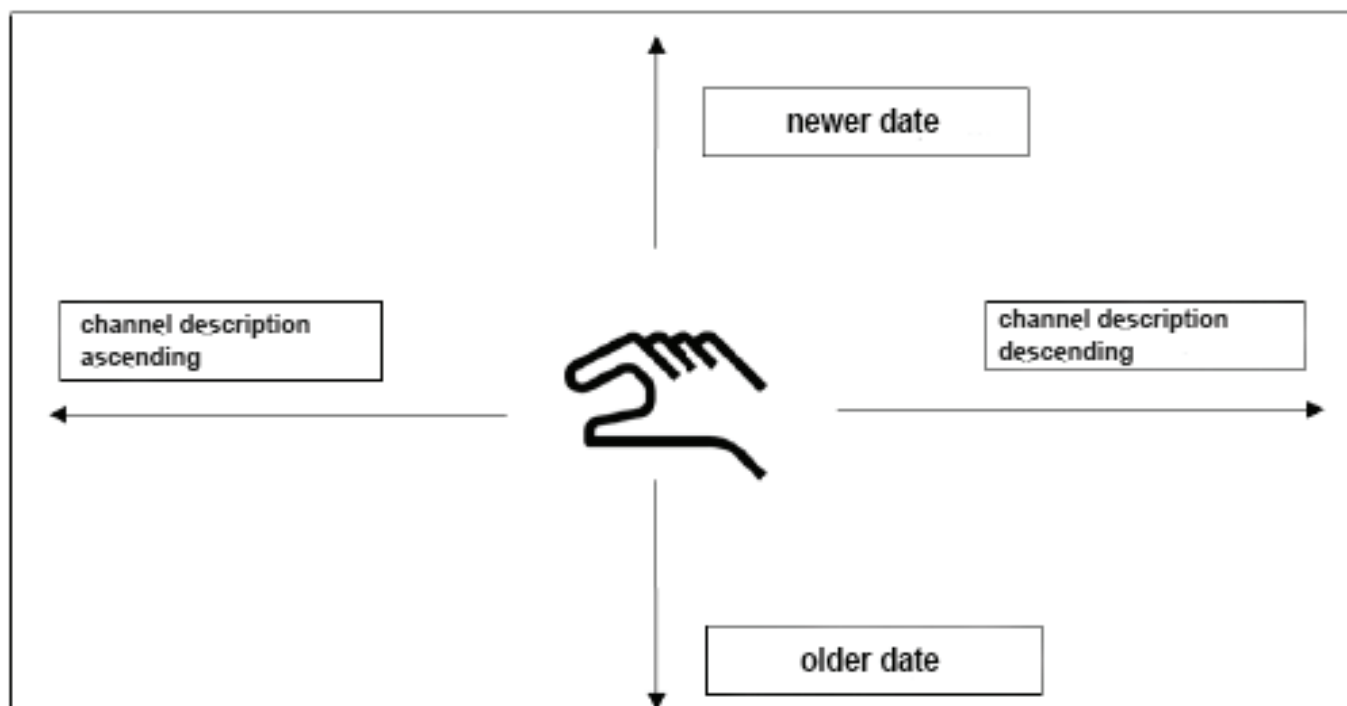 newer date
channel description
ascending
channel description
descending
older date